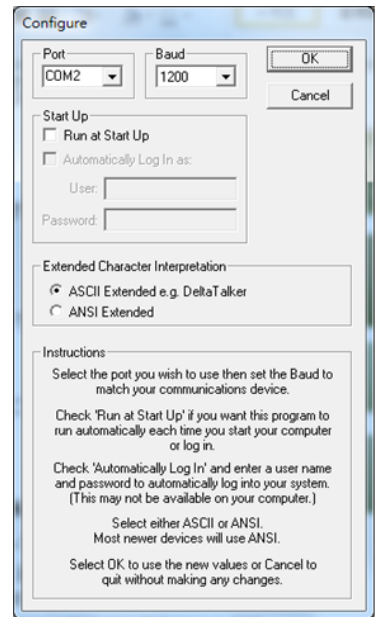 Configure
Port
COM2
Baud
1200
OK
Cancel
Start Up
Run at Start Up
Automatically Log In as:
User:
Password:
Extended Character Interpretation
ASCII Extended e.g. DeltaTalker
ANSI Extended
Instructions
Select the port you wish to use then set the Baud to
match your communications device.
Check 'Run at Start Up' if you want this program to
run automatically each time you start your computer
or log in.
Check 'Automatically Log In' and enter a user name
and password to automatically log into your system.
(This may not be available on your computer.)
Select either ASCII or ANSI.
Most newer devices will use ANSI.
Select OK to use the new values or Cancel to
quit without making any changes.